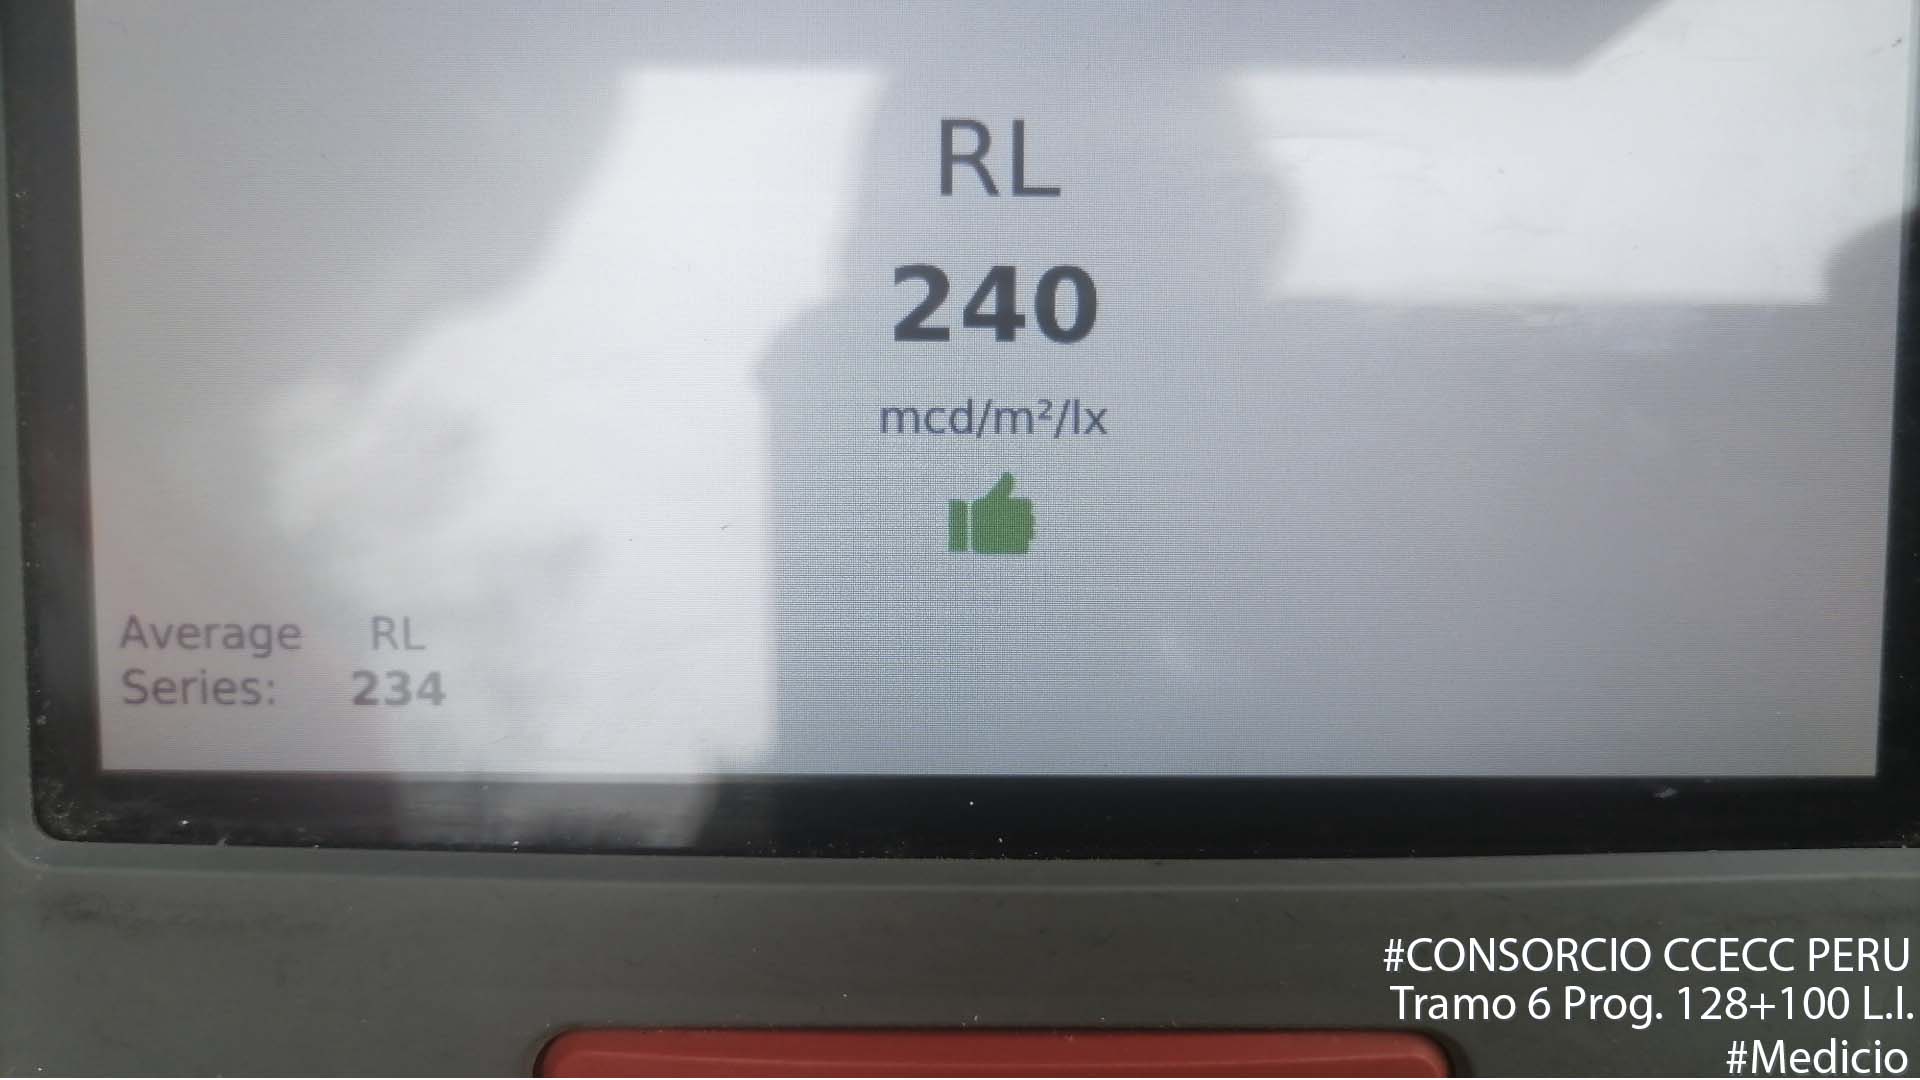 RL
240
mcd/m²/lx
Average RL
Series: 234
#CONSORCIO CCECC PERU
Tramo 6 Prog. 128+100 L.I.
#Medicio